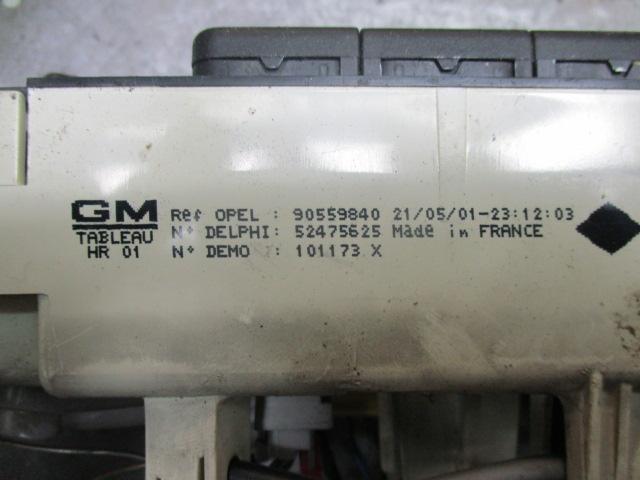 GM Ref OPEL : 90559840 21/05/01-23:12:03
TABLEAU N° DELPHI: 52475625 Made in FRANCE
HR 01 N° DEMO : 101173 X